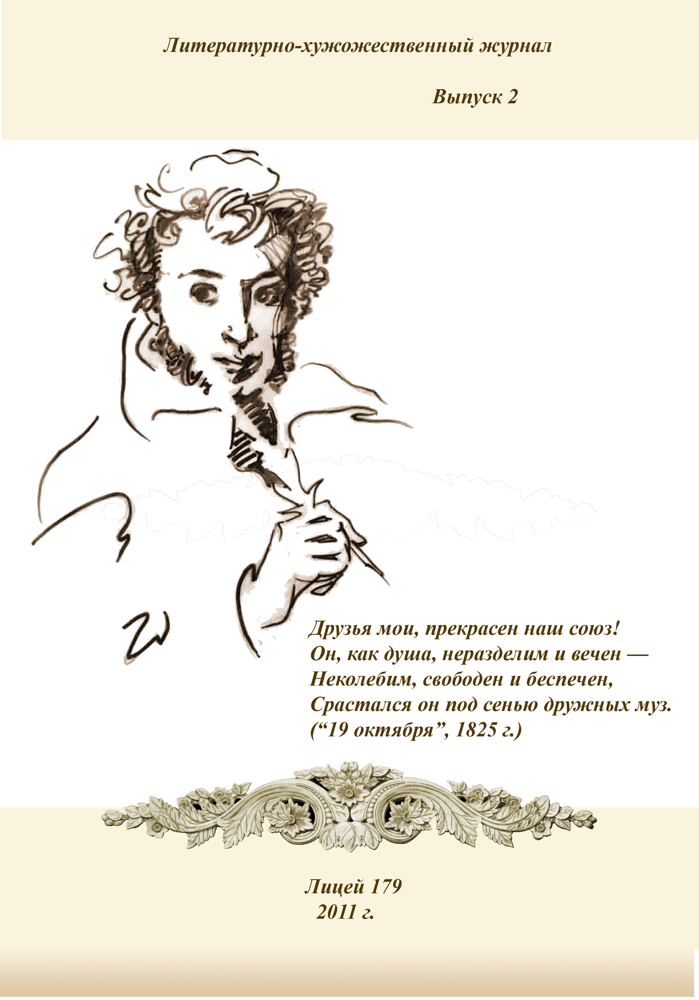 Литературно-хужожественный журнал
Выпуск 2
Друзья мои, прекрасен наш союз!
Он, как душа, неразделим и вечен —
Неколебим, свободен и беспечен,
Срастался он под сенью дружных муз.
(“19 октября”, 1825 г.)
Лицей 179
2011 г.